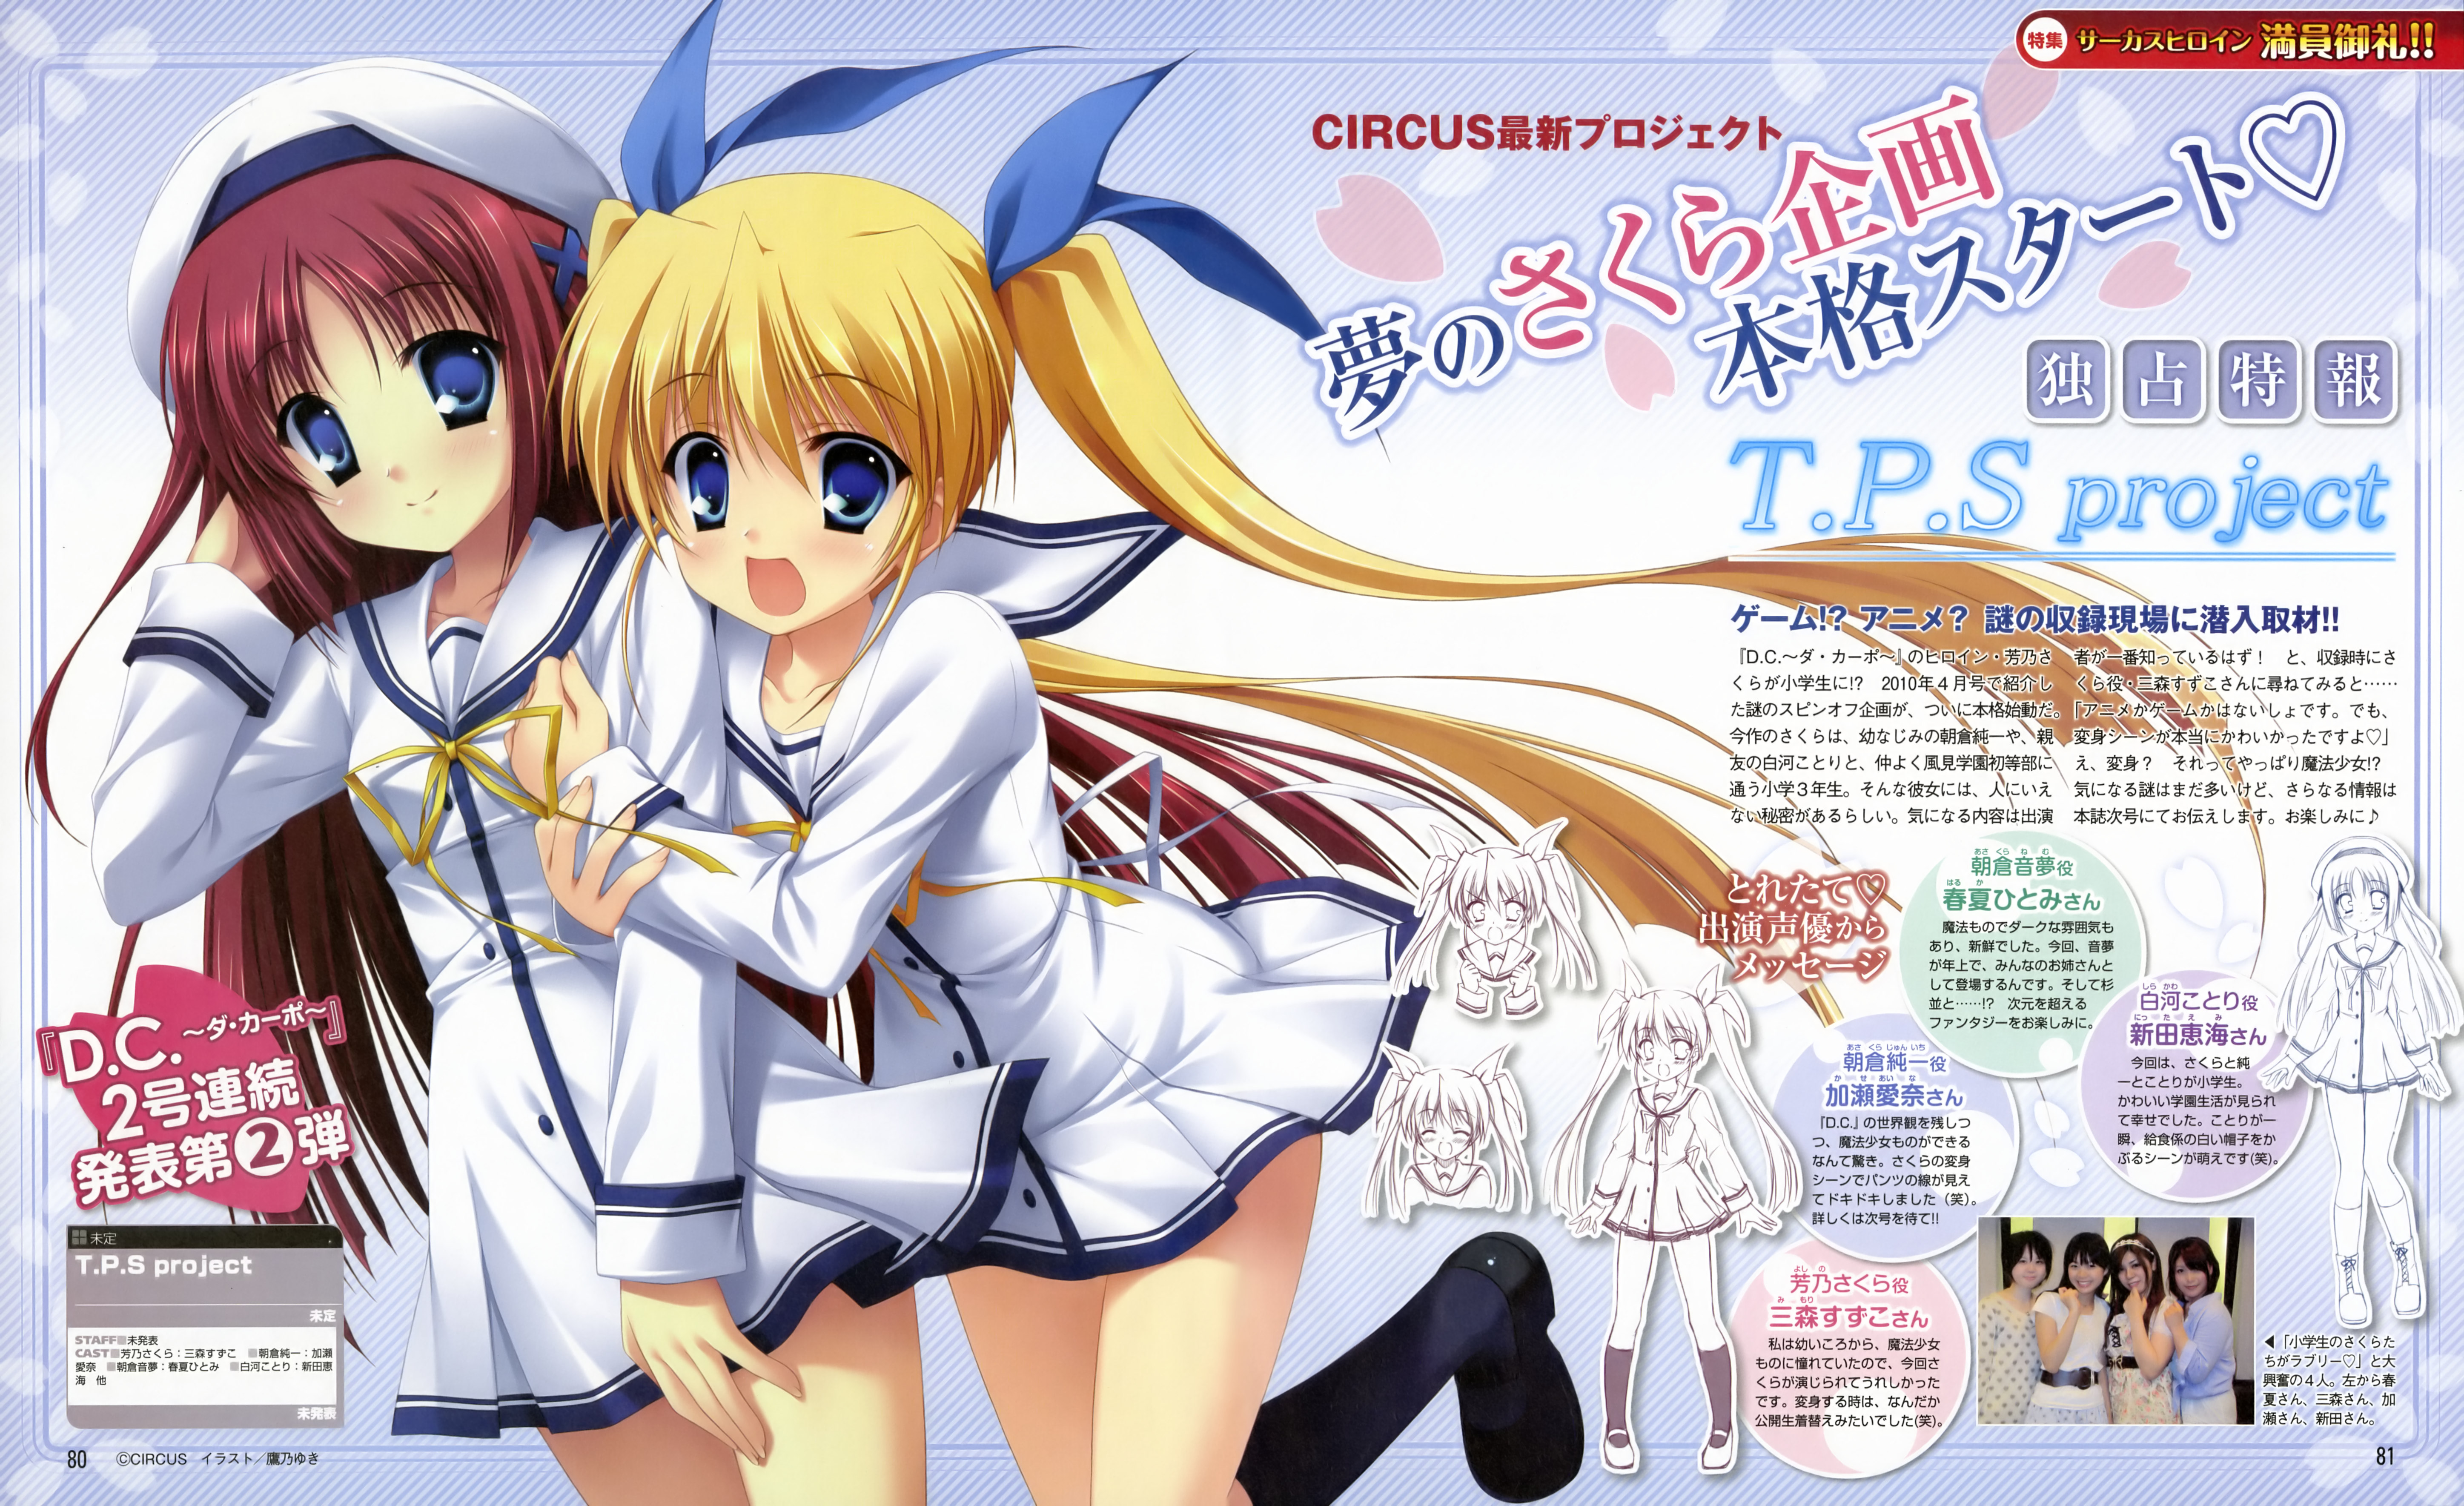 特集 サーカスヒロイン 満員御礼!!
CIRCUS最新プロジェクト
夢のさくら企画
本格スタート♡
独占特報
T.P.S project
ゲーム!? アニメ? 謎の収録現場に潜入取材!!
『D.C.～ダ・カーポ～』のヒロイン・芳乃さ
くらが小学生に!? 2010年4月号で紹介し
た謎のスピンオフ企画が、ついに本格始動だ。
今作のさくらは、幼なじみの朝倉純一や、親
友の白河ことりと、仲よく風見学園初等部に
通う小学3年生。そんな彼女には、人にいえ
ない秘密があるらしい。気になる内容は出演
者が一番知っているはず! と、収録時にさ
くら役・三森すずこさんに尋ねてみると……
「アニメかゲームかはないしょです。でも、
変身シーンが本当にかわいかったですよ♡」
え、変身? それってやっぱり魔法少女!?
気になる謎はまだ多いけど、さらなる情報は
本誌次号にてお伝えします。お楽しみに♪
とれたて♡
出演声優から
メッセージ
あさくらねむ
朝倉音夢役
はるか
春夏ひとみさん
魔法ものでダークな雰囲気も
あり、新鮮でした。今回、音夢
が年上で、みんなのお姉さんと
して登場するんです。そして杉
並と……!? 次元を超える
ファンタジーをお楽しみに。
しらかわ
白河ことり役
にったえみ
新田恵海さん
今回は、さくらと純
一とことりが小学生。
かわいい学園生活が見られ
て幸せでした。ことりが一
瞬、給食係の白い帽子をか
ぶるシーンが萌えです(笑)。
あさくらじゅんいち
朝倉純一役
かせあいな
加瀬愛奈さん
『D.C.』の世界観を残しつ
つ、魔法少女ものができる
なんて驚き。さくらの変身
シーンでパンツの線が見え
てドキドキしました(笑)。
詳しくは次号を待て!!
よしの
芳乃さくら役
みもり
三森すずこさん
私は幼いころから、魔法少女
ものに憧れていたので、今回さ
くらが演じられてうれしかった
です。変身する時は、なんだか
公開生着替えみたいでした(笑)。
◀「小学生のさくらた
ちがラブリー♡」と大
興奮の4人。左から春
夏さん、三森さん、加
瀬さん、新田さん。
『D.C.～ダ・カーポ～』
2号連続
発表第2弾
未定
T.P.S project
未定
STAFF■未発表
CAST■芳乃さくら:三森すずこ ■朝倉純一:加瀬
愛奈 ■朝倉音夢:春夏ひとみ ■白河ことり:新田恵
海 他
未発表
80 ©CIRCUS イラスト/鷹乃ゆき
81